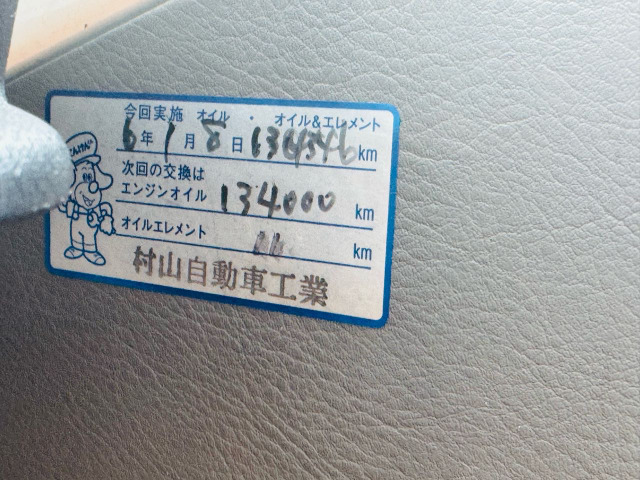 今回実施 オイル ・ オイル&エレメント
6年1月8日 134546km
次回の交換は
エンジンオイル 134000 km
オイルエレメント 〃 km
村山自動車工業